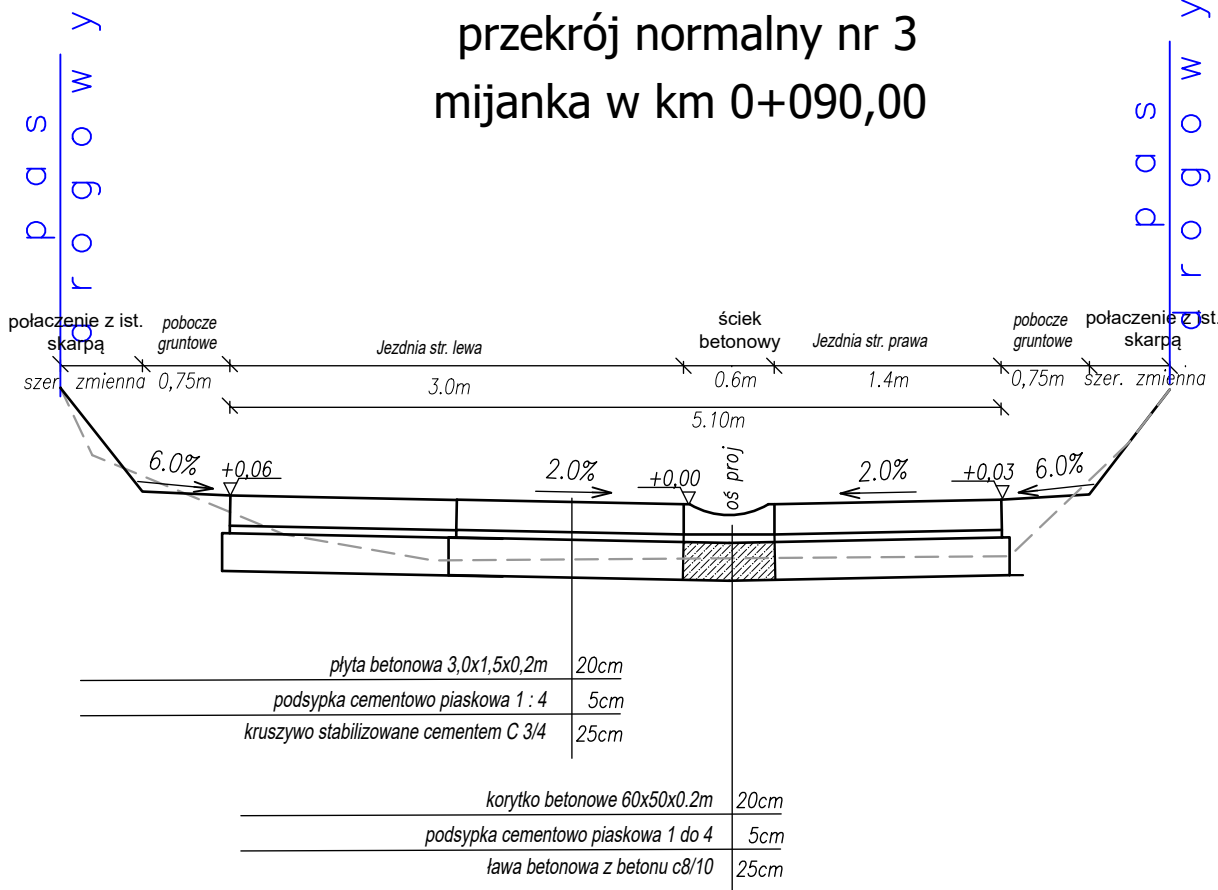 przekrój normalny nr 3
mijanka w km 0+090,00
pas
drogowy
pas
drogowy
połaczenie z ist.
skarpą
pobocze
gruntowe
Jezdnia str. lewa
ściek
betonowy
Jezdnia str. prawa
pobocze
gruntowe
połaczenie z ist.
skarpą
szer. zmienna
0,75m
3.0m
0.6m
1.4m
0,75m
szer. zmienna
5.10m
oś proj
6.0%
+0,06
2.0%
+0,00
2.0%
+0,03
6.0%
płyta betonowa 3,0x1,5x0,2m 20cm
podsypka cementowo piaskowa 1 : 4 5cm
kruszywo stabilizowane cementem C 3/4 25cm
korytko betonowe 60x50x0.2m 20cm
podsypka cementowo piaskowa 1 do 4 5cm
ława betonowa z betonu c8/10 25cm